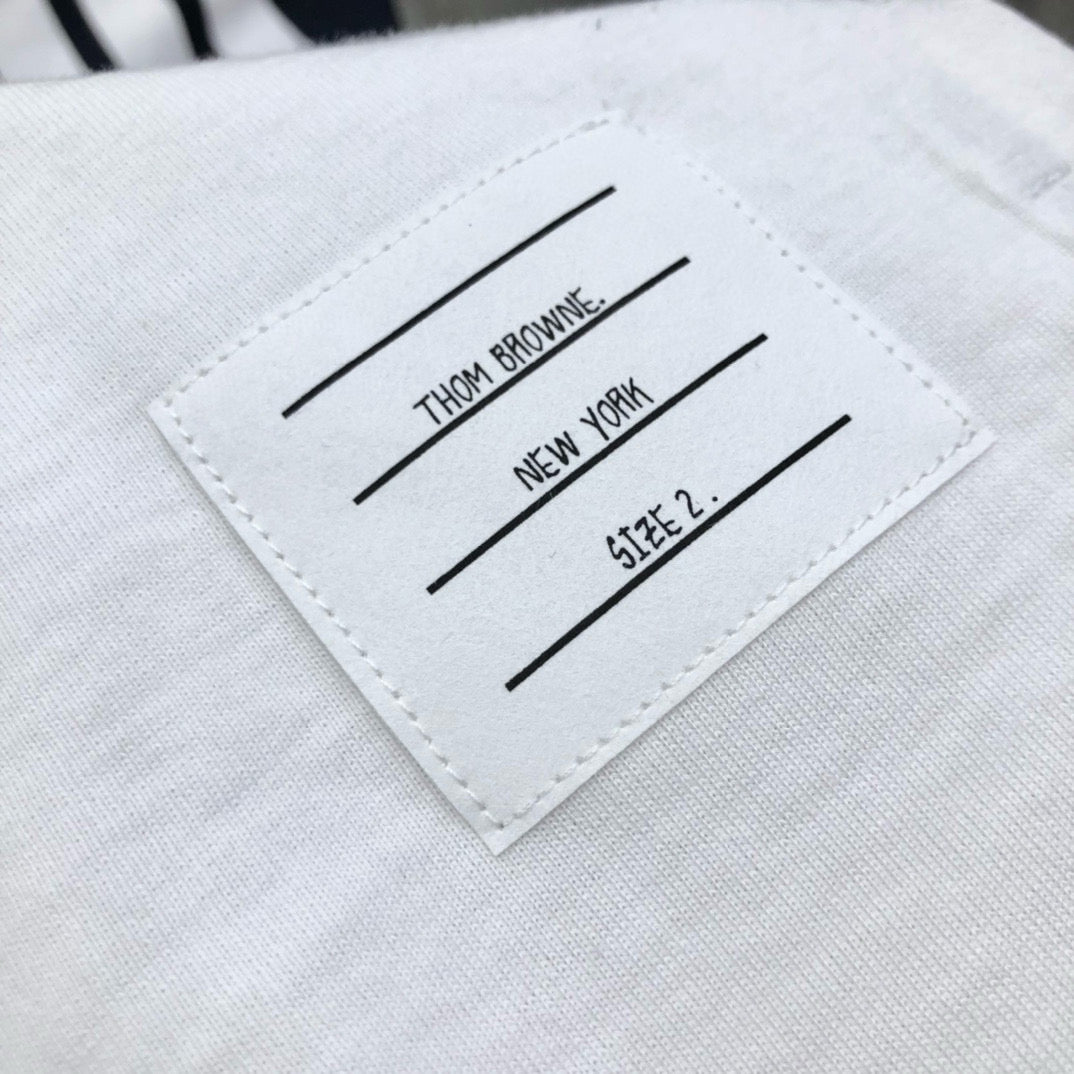 THOM BROWNE.
NEW YORK
SIZE 2.